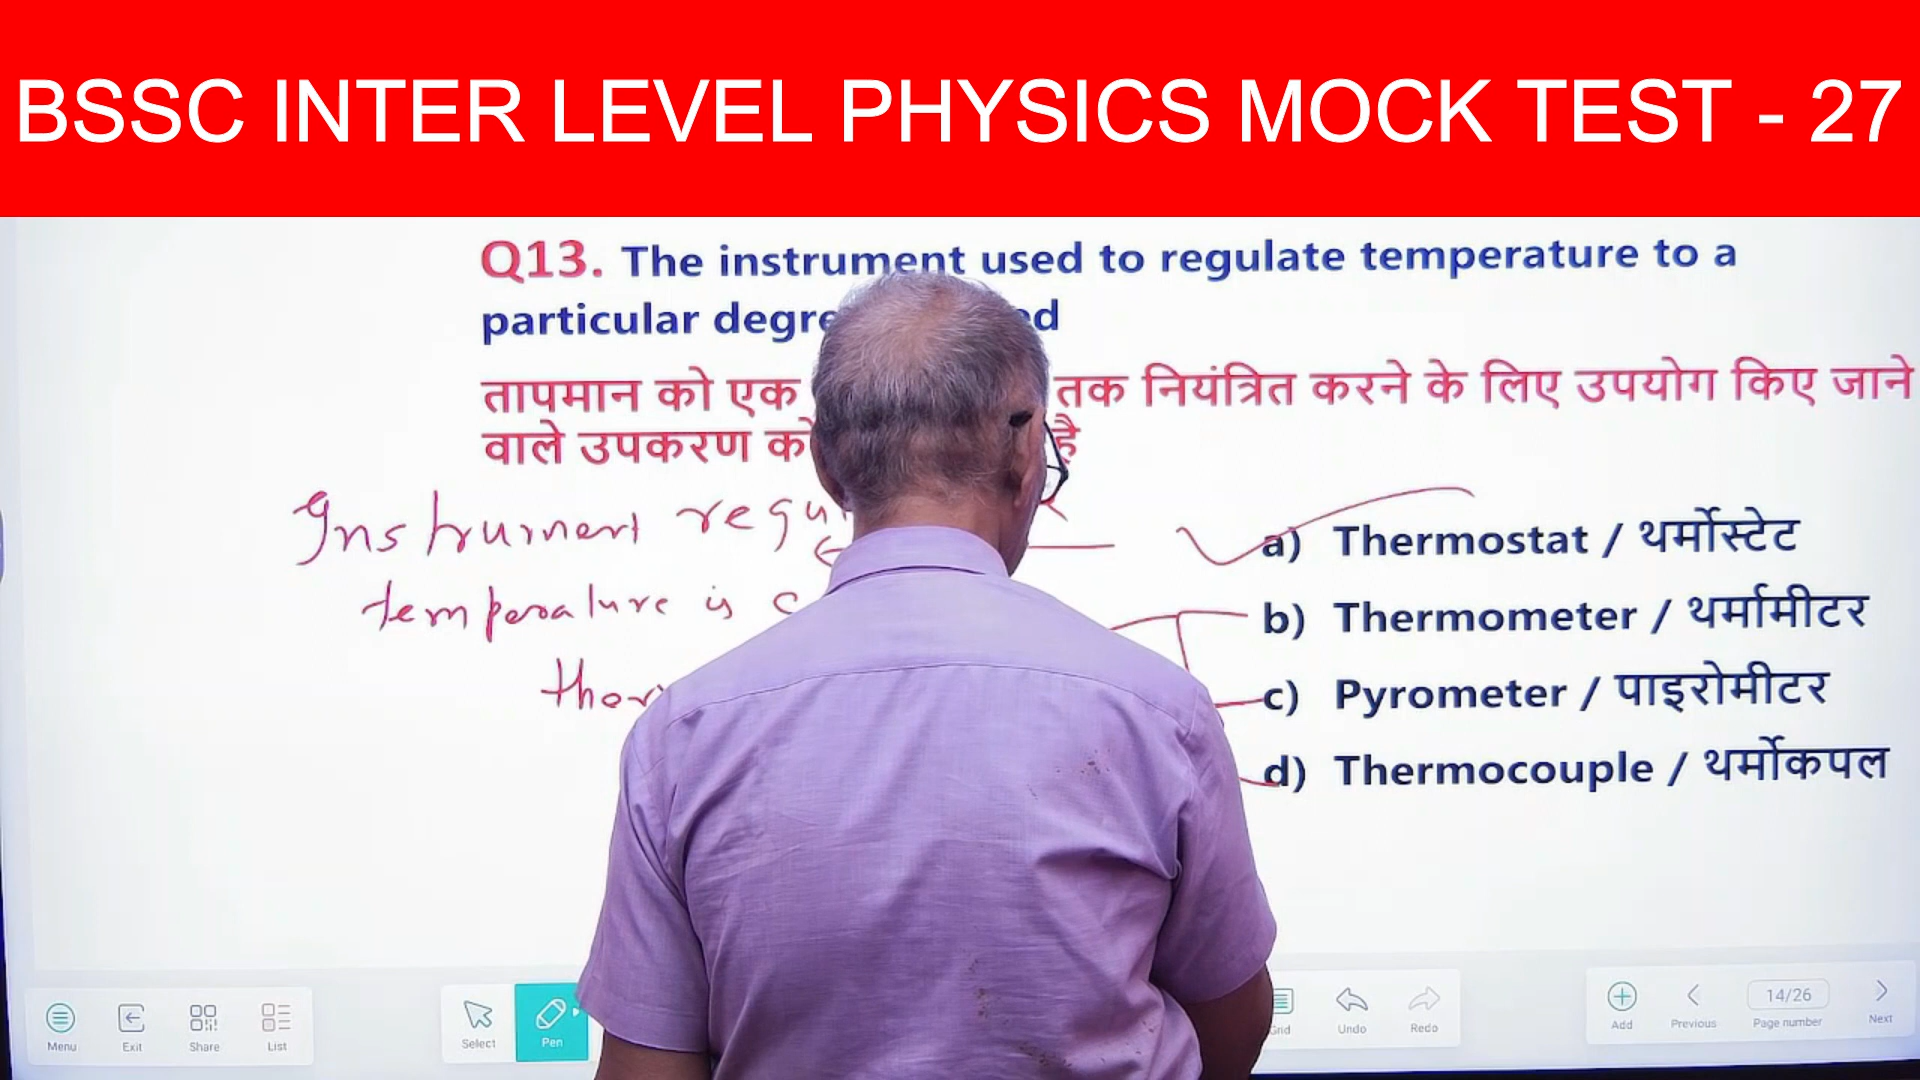 BSSC INTER LEVEL PHYSICS MOCK TEST - 27
Q13. The instrument used to regulate temperature to a
particular
तापमान को एक तक नियंत्रित करने के लिए उपयोग किए जाने
वाले उपकरण है
Instrument
temperature is
a) Thermostat / थर्मोस्टेट
b) Thermometer / थर्मामीटर
c) Pyrometer / पाइरोमीटर
d) Thermocouple / थर्मोकपल
Menu Exit Share List Select Pen Undo Redo Add Previous 14/26 Page number Next